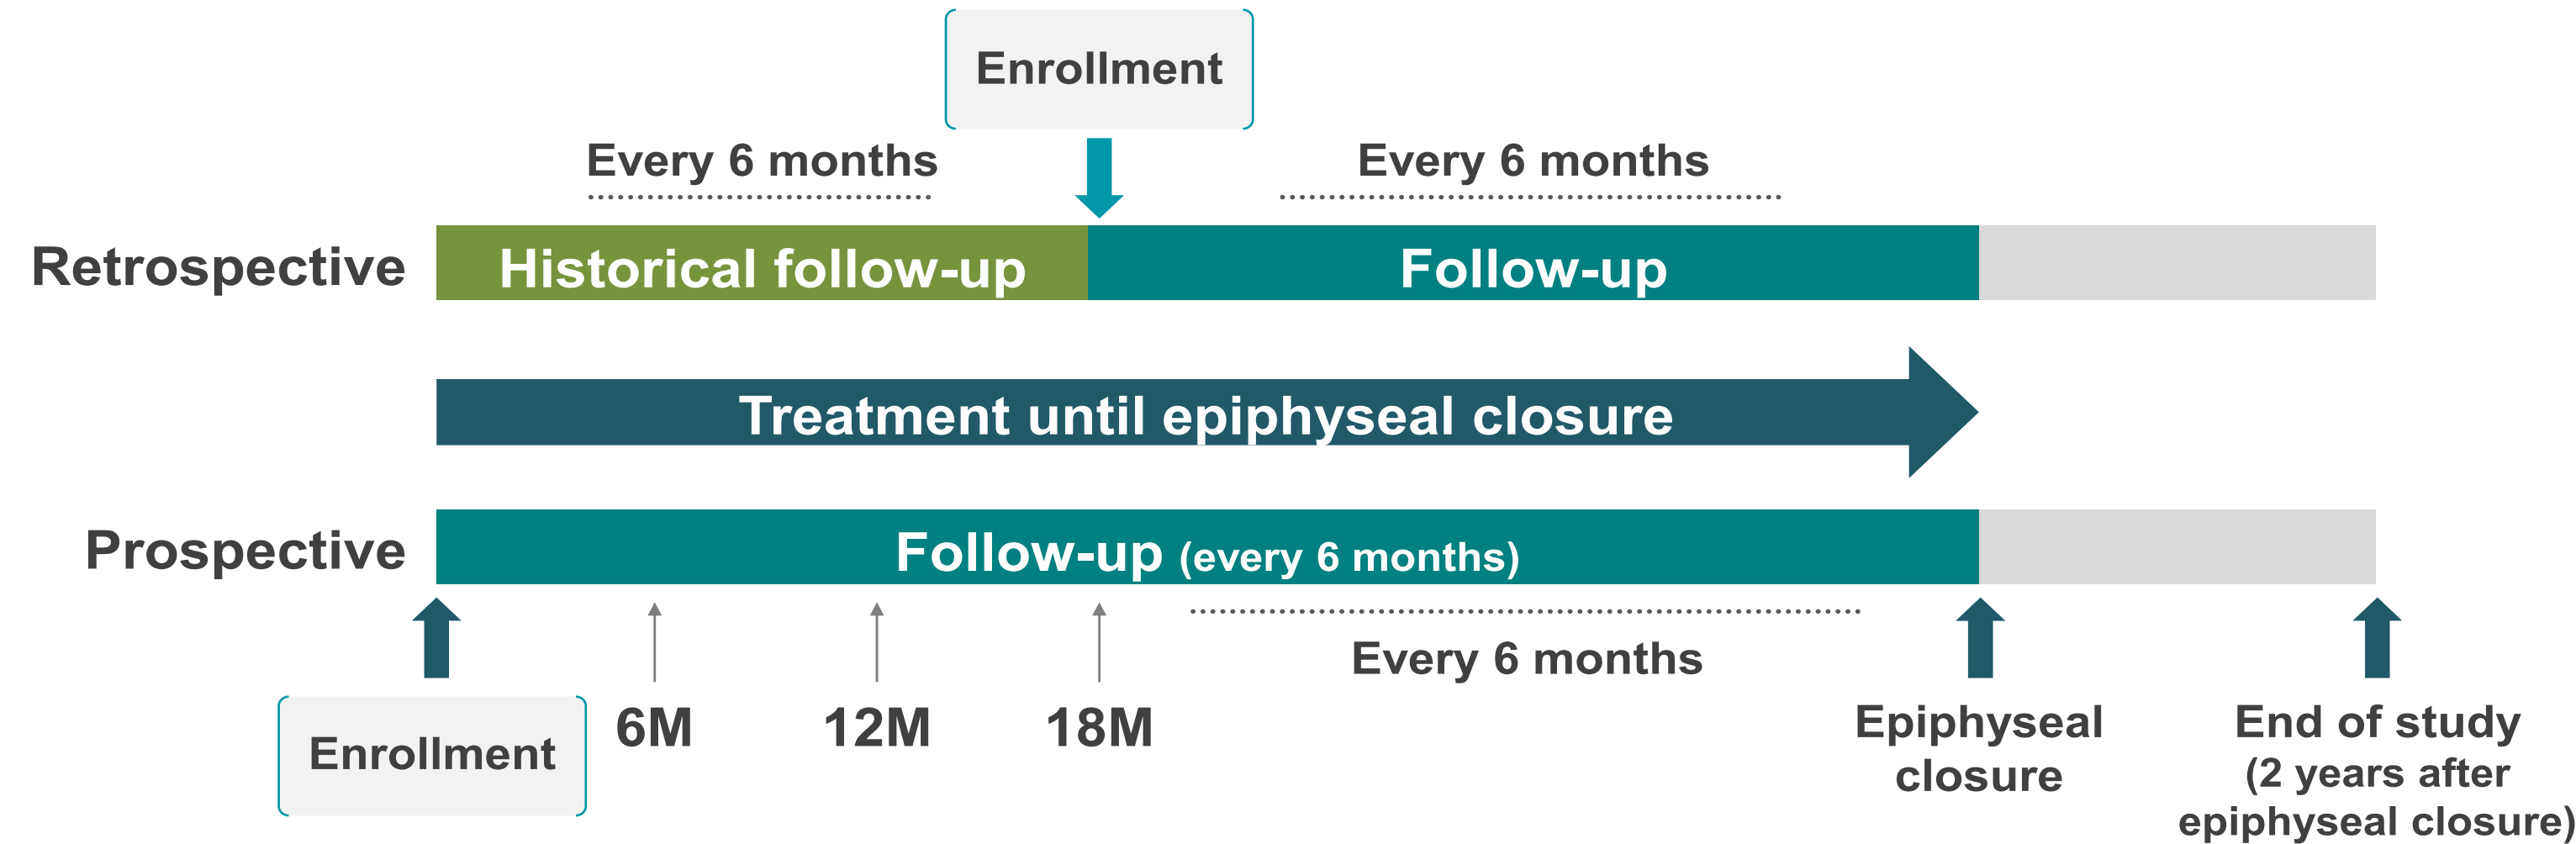 Enrollment
Every 6 months
Every 6 months
Retrospective
Historical follow-up
Follow-up
Treatment until epiphyseal closure
Prospective
Follow-up (every 6 months)
Every 6 months
Enrollment
6M
12M
18M
Epiphyseal
closure
End of study
(2 years after
epiphyseal closure)